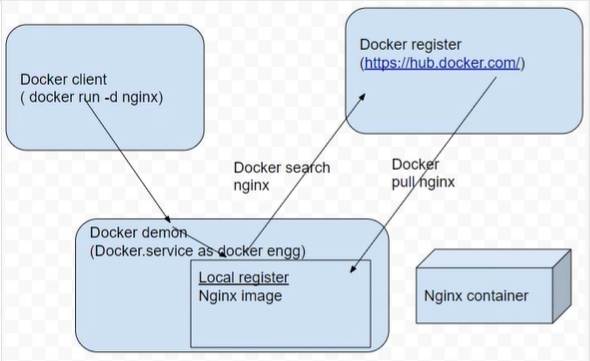 Docker client
( docker run -d nginx)
Docker register
(https://hub.docker.com/)
Docker search
nginx
Docker
pull nginx
Docker demon
(Docker.service as docker engg)
Local register
Nginx image
Nginx container